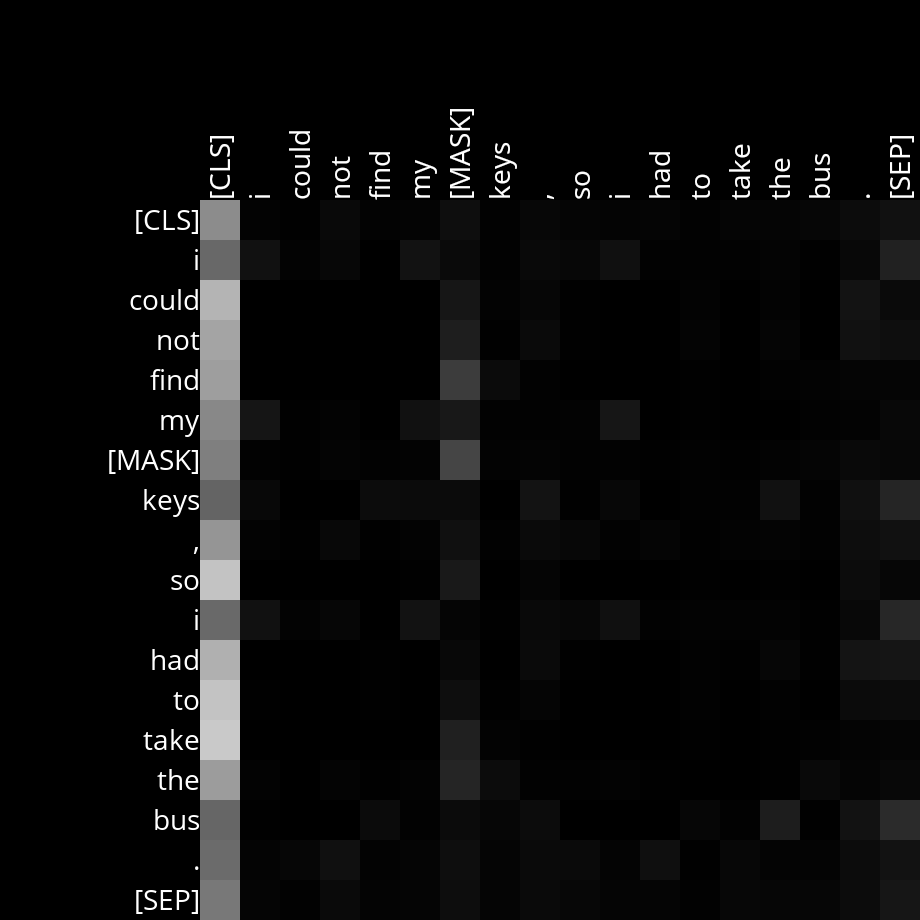 [CLS] i could not find my [MASK] keys , so i had to take the bus . [SEP]
[CLS]
i
could
not
find
my
[MASK]
keys
,
so
i
had
to
take
the
bus
.
[SEP]